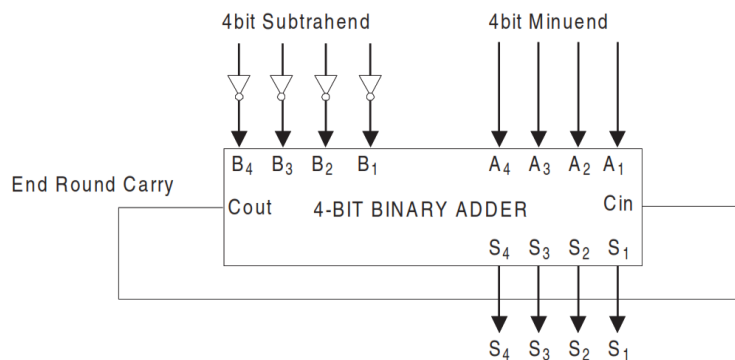 4bit Subtrahend 4bit Minuend
B4 B3 B2 B1 A4 A3 A2 A1
End Round Carry
Cout 4-BIT BINARY ADDER Cin
S4 S3 S2 S1
S4 S3 S2 S1